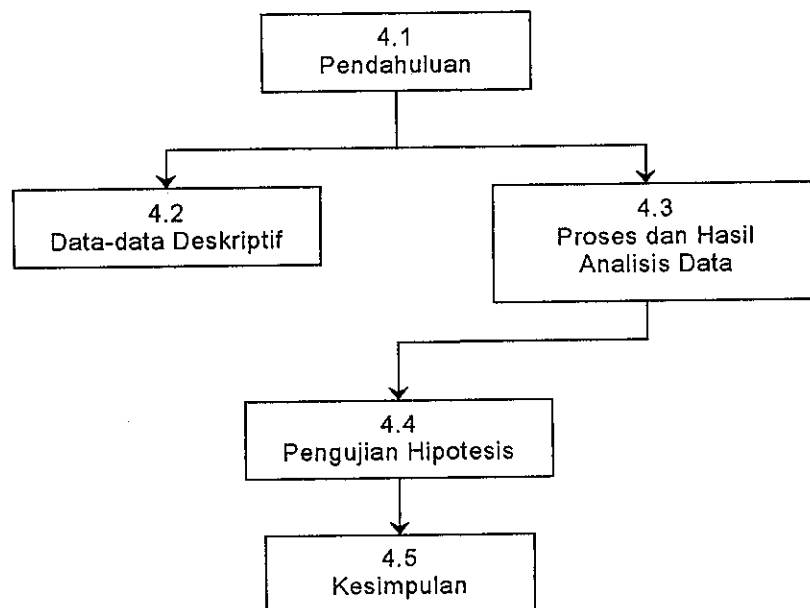 4.1
Pendahuluan
4.2
Data-data Deskriptif
4.3
Proses dan Hasil
Analisis Data
4.4
Pengujian Hipotesis
4.5
Kesimpulan